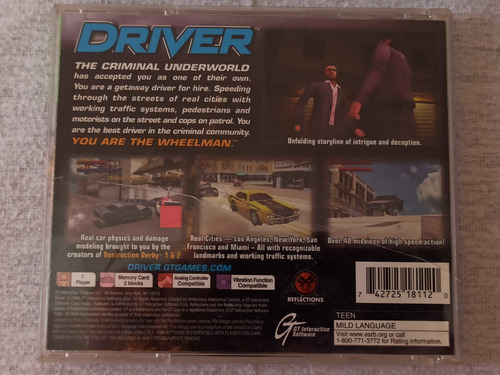 DRIVER
THE CRIMINAL UNDERWORLD
has accepted you as one of their own.
You are a getaway driver for hire. Speeding
through the streets of real cities with
working traffic systems, pedestrians and
motorists on the street and cops on patrol. You
are the best driver in the criminal community.
YOU ARE THE WHEELMAN.™
Unfolding storyline of intrigue and deception.
Real car physics and damage
modeling brought to you by the
creators of Destruction Derby® 1 & 2
Real Cities — Los Angeles, New York, San
Francisco and Miami – All with recognizable
landmarks and working traffic systems.
Over 40 missions of high speed action!
DRIVER.GTGAMES.COM
1
Player
Memory Card
2 blocks
Analog Control
Compatible
Vibration Function
Compatible
REFLECTIONS
GT Interactive
Software
7 42725 18112 0
TEEN
MILD LANGUAGE
Visit www.esrb.org or call
1-800-771-3772 for Rating Information.